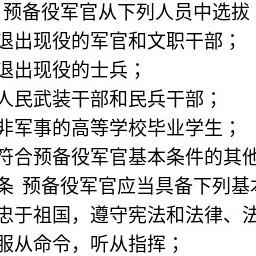 预备役军官从下列人员中选拔
退出现役的军官和文职干部；
退出现役的士兵；
人民武装干部和民兵干部；
非军事的高等学校毕业学生；
符合预备役军官基本条件的其他
条 预备役军官应当具备下列基本
忠于祖国，遵守宪法和法律、法
服从命令，听从指挥；